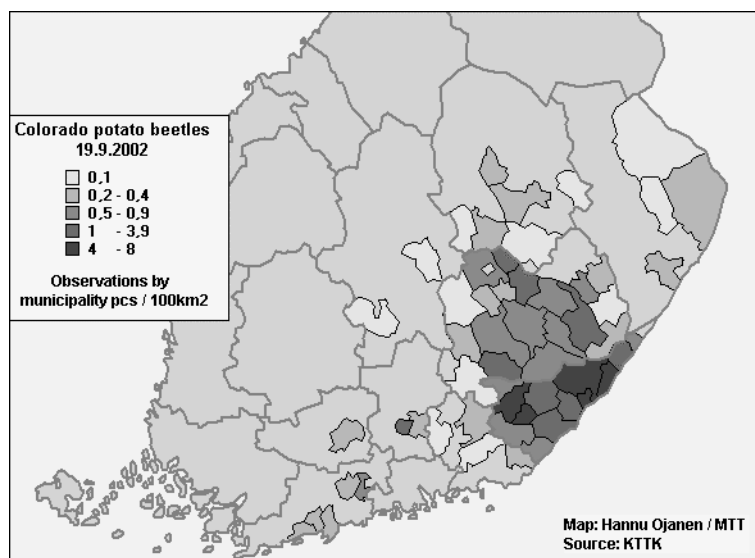 Colorado potato beetles
19.9.2002
0,1
0,2 - 0,4
0,5 - 0,9
1 - 3,9
4 - 8
Observations by
municipality pcs / 100km2
Map: Hannu Ojanen / MTT
Source: KTTK